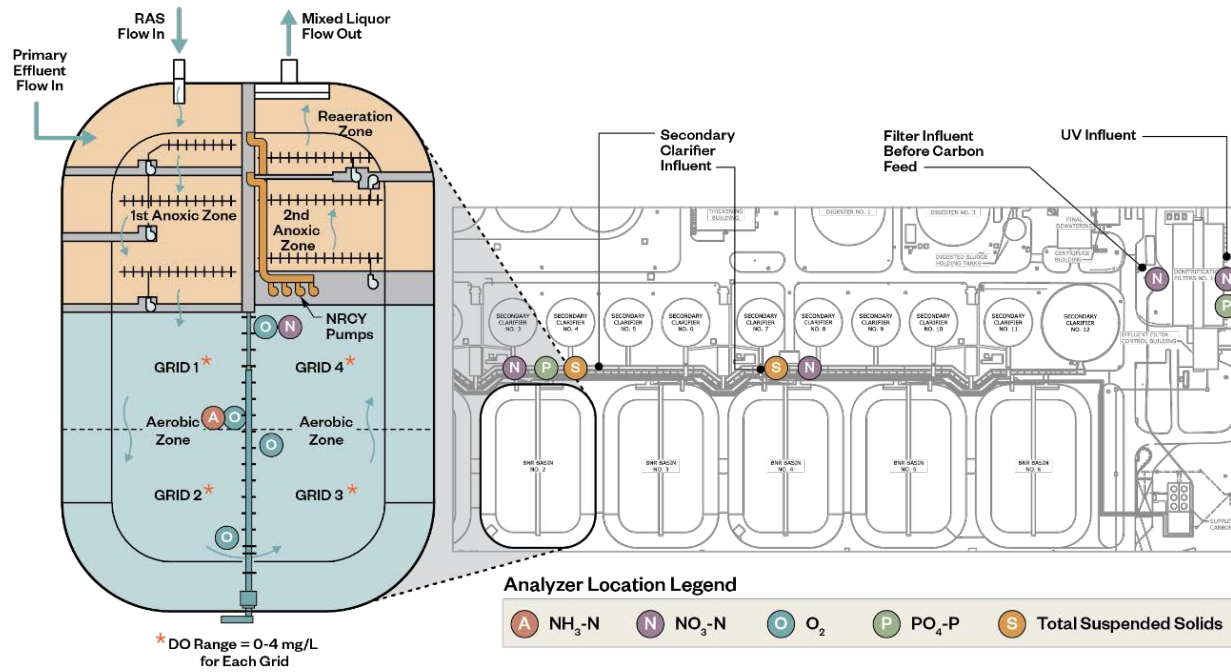 RAS
Flow In
Mixed Liquor
Flow Out
Primary
Effluent
Flow In
Reaeration
Zone
1st Anoxic Zone
2nd
Anoxic
Zone
NRCY
Pumps
O
N
GRID 1*
GRID 4*
A
O
Aerobic
Zone
Aerobic
Zone
O
GRID 2*
GRID 3*
O
* DO Range = 0-4 mg/L
for Each Grid
Secondary
Clarifier
Influent
Filter Influent
Before Carbon
Feed
UV Influent
THICKENING
BUILDING
DIGESTER NO. 1
DIGESTER NO. 3
FINAL
DEWATERING
CENTRIFUGE
BUILDING
DIGESTED SLUDGE
HOLDING TANKS
N
DENITRIFICATION
FILTERS NO. 1
N
P
SECONDARY
CLARIFIER
NO. 3
SECONDARY
CLARIFIER
NO. 4
SECONDARY
CLARIFIER
NO. 5
SECONDARY
CLARIFIER
NO. 6
SECONDARY
CLARIFIER
NO. 7
SECONDARY
CLARIFIER
NO. 8
SECONDARY
CLARIFIER
NO. 9
SECONDARY
CLARIFIER
NO. 10
SECONDARY
CLARIFIER
NO. 11
SECONDARY
CLARIFIER
NO. 12
EFFLUENT FILTER
CONTROL BUILDING
N
P
S
S
N
BNR BASIN
NO. 2
BNR BASIN
NO. 3
BNR BASIN
NO. 4
BNR BASIN
NO. 5
BNR BASIN
NO. 6
CARBON
Analyzer Location Legend
A NH₃-N
N NO₃-N
O O₂
P PO₄-P
S Total Suspended Solids